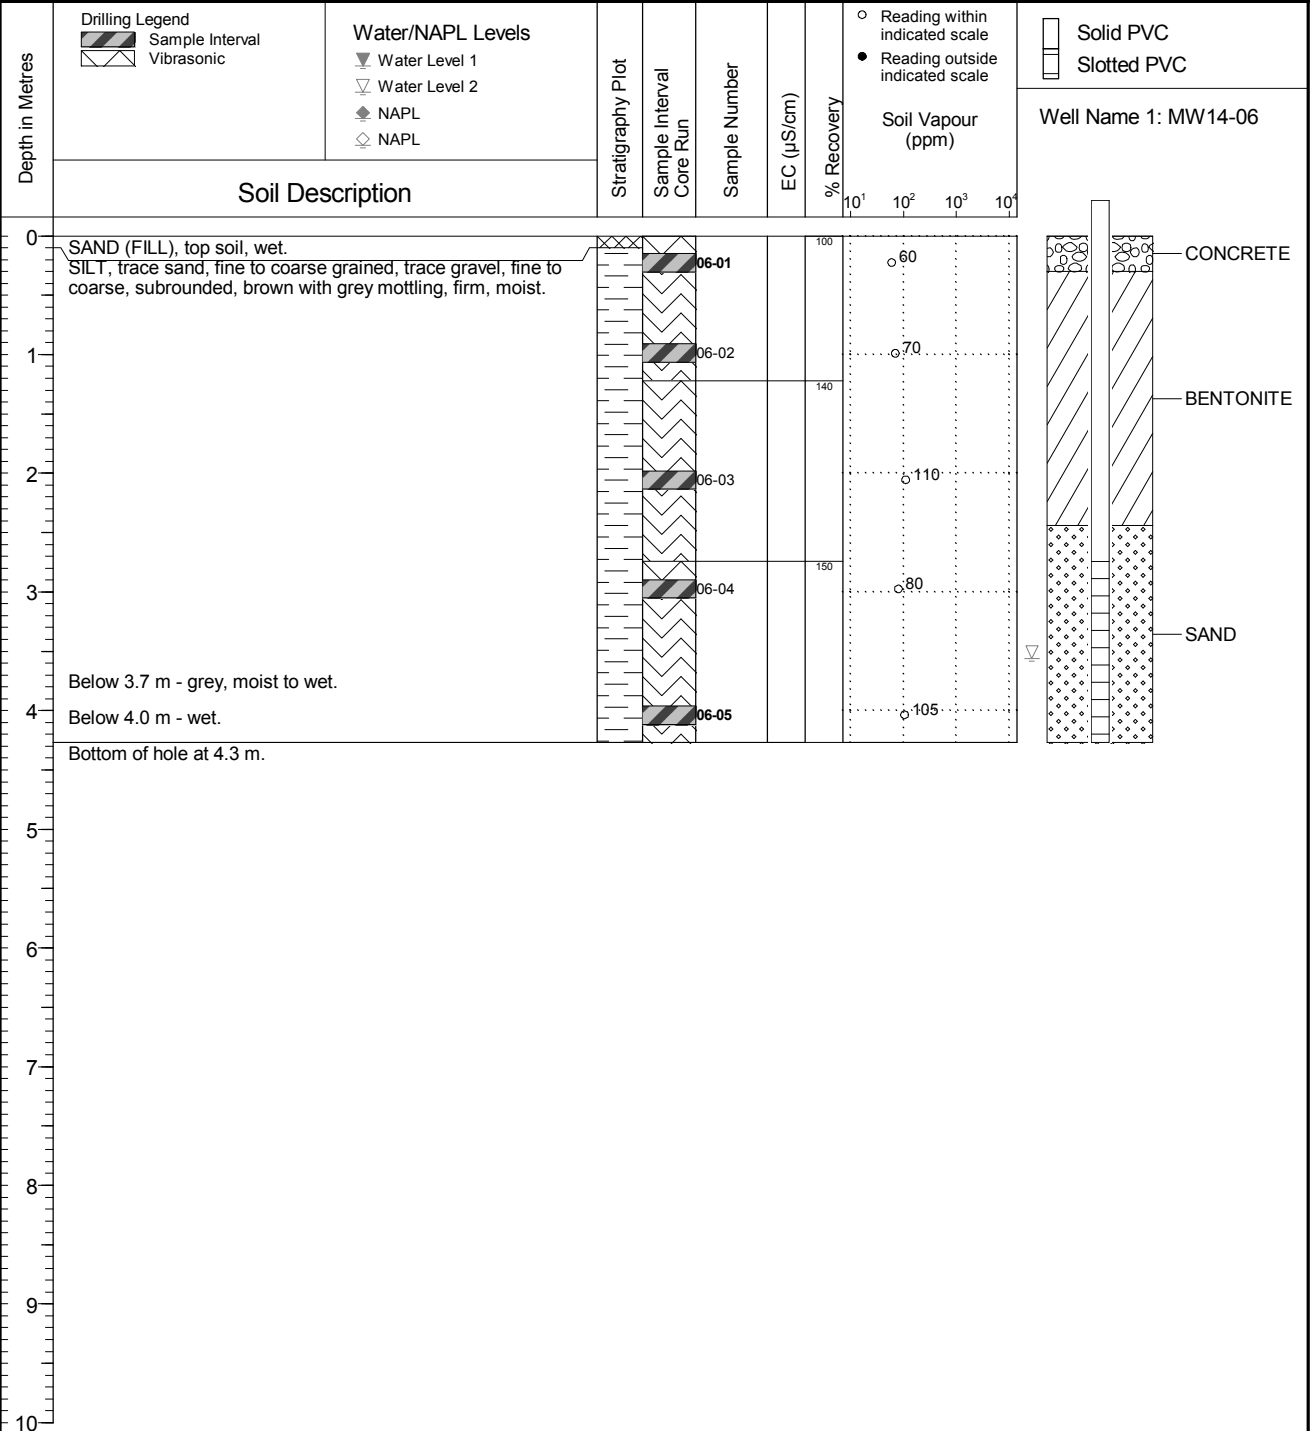 Drilling Legend
Sample Interval
Vibrasonic
Water/NAPL Levels
Water Level 1
Water Level 2
NAPL
NAPL
Depth in Metres
Soil Description
Stratigraphy Plot
Sample Interval
Core Run
Sample Number
EC (µS/cm)
% Recovery
Reading within
indicated scale
Reading outside
indicated scale
Soil Vapour
(ppm)
10¹ 10² 10³ 10⁴
Solid PVC
Slotted PVC
Well Name 1: MW14-06
0
SAND (FILL), top soil, wet.
SILT, trace sand, fine to coarse grained, trace gravel, fine to
coarse, subrounded, brown with grey mottling, firm, moist.
100
06-01
60
CONCRETE
1
06-02
70
140
BENTONITE
2
06-03
110
150
3
06-04
80
SAND
Below 3.7 m - grey, moist to wet.
4
Below 4.0 m - wet.
06-05
105
Bottom of hole at 4.3 m.
5
6
7
8
9
10